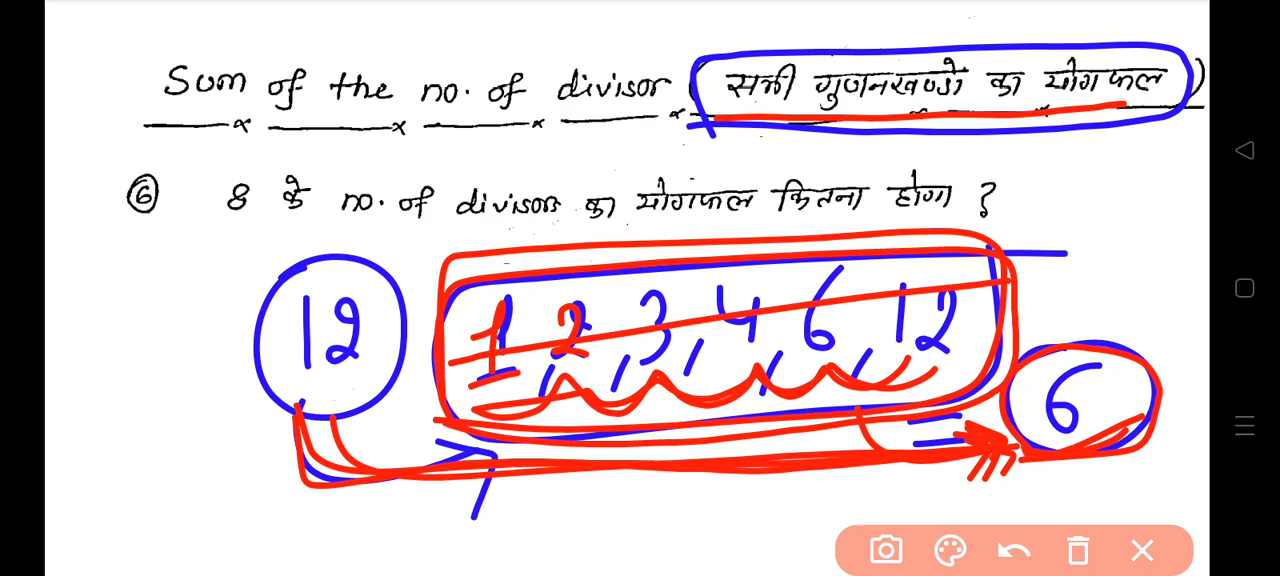 Sum of the no. of divisor (सभी गुणनखण्डो का योगफल)
⑥ 8 के no. of divisors का योगफल कितना होगा ?
12 1, 2, 3, 4, 6, 12 = 6